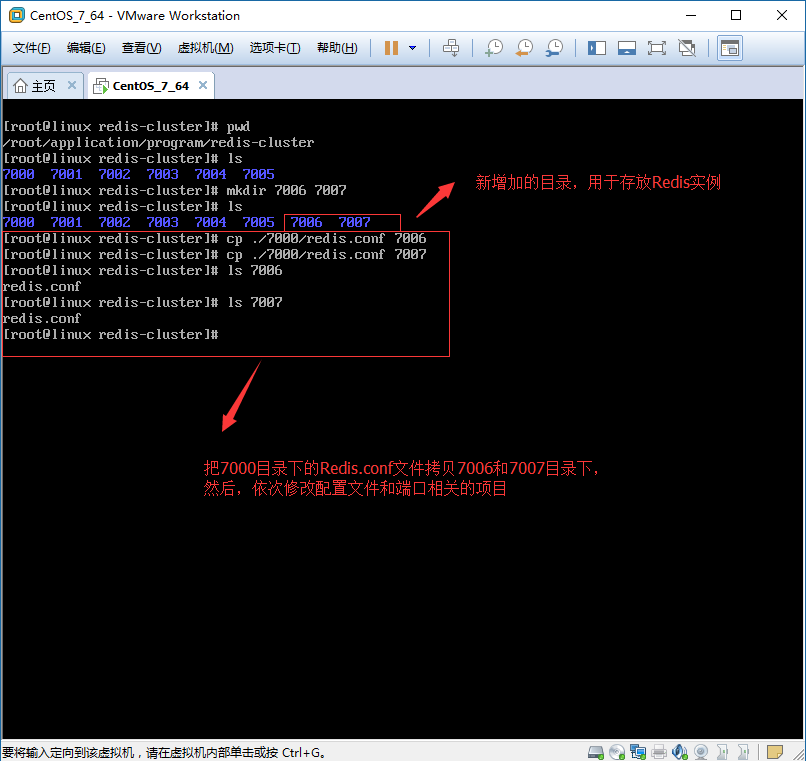 CentOS_7_64 - VMware Workstation
文件(F) 编辑(E) 查看(V) 虚拟机(M) 选项卡(T) 帮助(H)
主页 CentOS_7_64
[root@linux redis-cluster]# pwd
/root/application/program/redis-cluster
[root@linux redis-cluster]# ls
7000 7001 7002 7003 7004 7005
[root@linux redis-cluster]# mkdir 7006 7007
新增加的目录，用于存放Redis实例
[root@linux redis-cluster]# ls
7000 7001 7002 7003 7004 7005 7006 7007
[root@linux redis-cluster]# cp ./7000/redis.conf 7006
[root@linux redis-cluster]# cp ./7000/redis.conf 7007
[root@linux redis-cluster]# ls 7006
redis.conf
[root@linux redis-cluster]# ls 7007
redis.conf
[root@linux redis-cluster]#
把7000目录下的Redis.conf文件拷贝7006和7007目录下，
然后，依次修改配置文件和端口相关的项目
要将输入定向到该虚拟机，请在虚拟机内部单击或按 Ctrl+G。